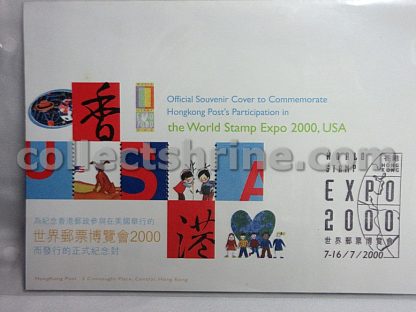 Official Souvenir Cover to Commemorate
Hongkong Post's Participation in
the World Stamp Expo 2000, USA
香
USA
港
collectshrine.com
為紀念香港郵政參與在美國舉行的
世界郵票博覽會2000
而發行的正式紀念封
Hongkong Post · 2 Connaught Place, Central, Hong Kong
香港
HONG
KONG
WORLD
STAMP
EXPO
2000
世界郵票博覽會
7-16/7/2000